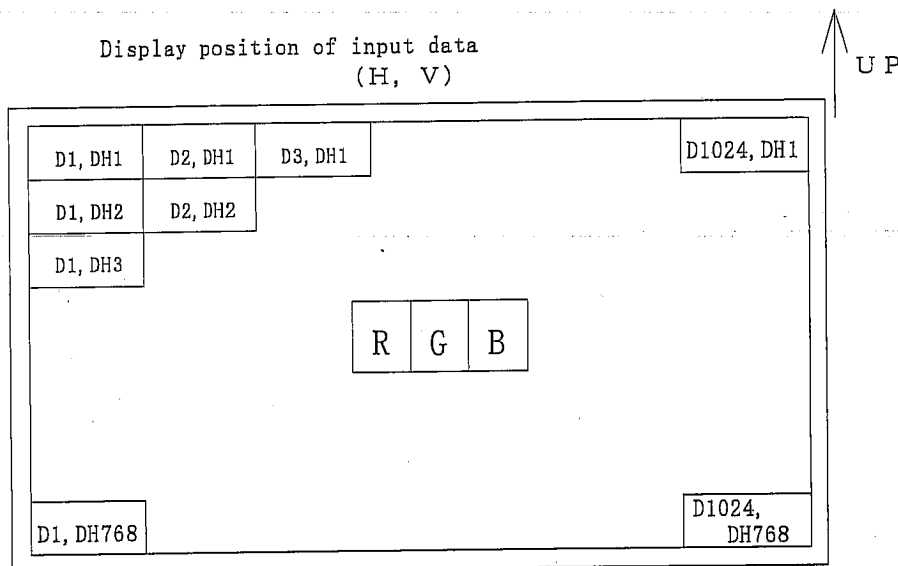 Display position of input data
(H, V)
UP
D1, DH1 D2, DH1 D3, DH1 D1024, DH1
D1, DH2 D2, DH2
D1, DH3
R G B
D1, DH768 D1024,
DH768